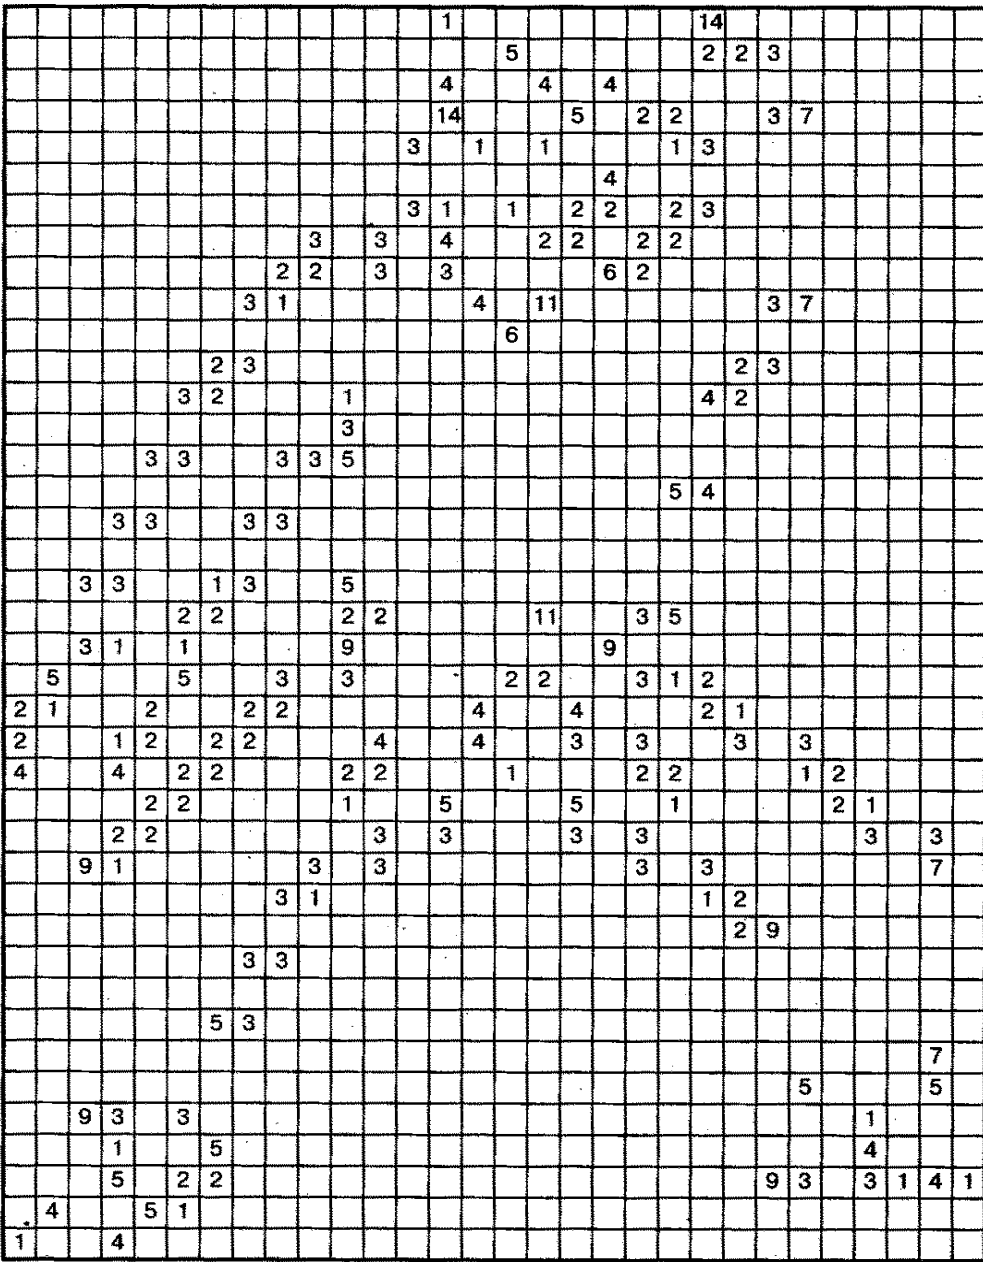 1 14
5 2 2 3
4 4 4
14 5 2 2 3 7
3 1 1 1 3
4
3 1 1 2 2 2 3
3 3 4 2 2 2 2
2 2 3 3 6 2
3 1 4 11 3 7
6
2 3 2 3
3 2 1 4 2
3
3 3 3 3 5
5 4
3 3 3 3
3 3 1 3 5
2 2 2 2 11 3 5
3 1 1 9 9
5 5 3 3 2 2 3 1 2
2 1 2 2 2 4 4 2 1
2 1 2 2 2 4 4 3 3 3 3
4 4 2 2 2 2 1 2 2 1 2
2 2 1 5 5 1 2 1
2 2 3 3 3 3 3 3
9 1 3 3 3 3 7
3 1 1 2
2 9
3 3
5 3
7
5 5
9 3 3 1
1 5 4
5 2 2 9 3 3 1 4 1
4 5 1
1 4